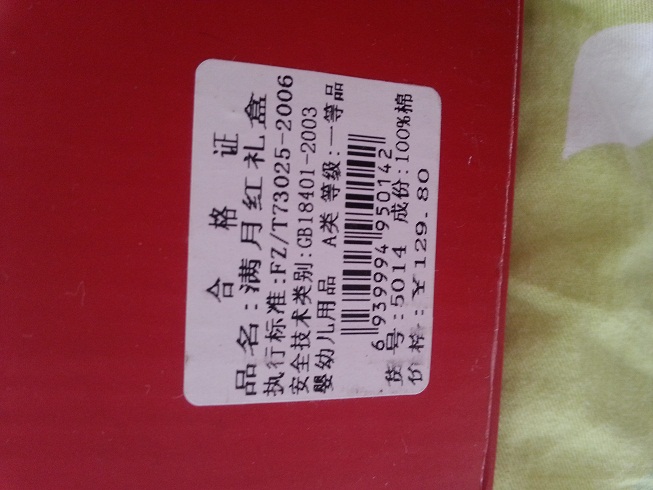 合格证
品名:满月红礼盒
执行标准:FZ/T73025-2006
安全技术类别:GB18401-2003
婴幼儿用品 A类 等级:一等品
6 939994 950142
货号:5014 成份:100%棉
价格:¥129.80